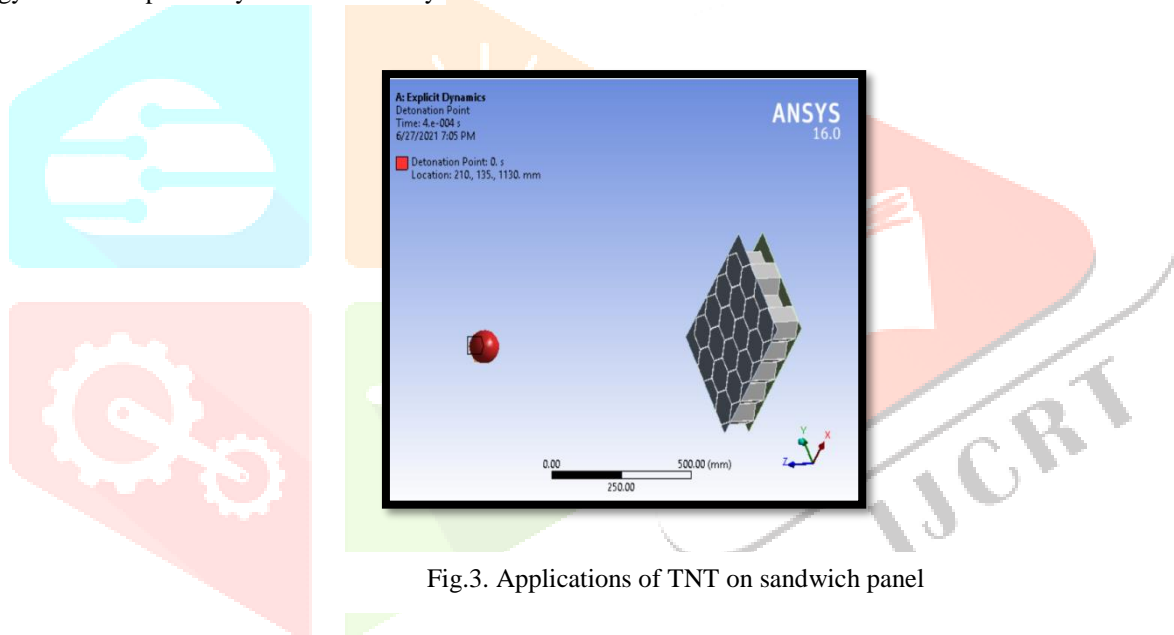 A: Explicit Dynamics
Detonation Point
Time: 4.e-004 s
6/27/2021 7:05 PM
Detonation Point: 0. s
Location: 210., 135., 1130. mm
ANSYS
16.0
Y
X
Z
0.00 500.00 (mm)
250.00
IJCRT
Fig.3. Applications of TNT on sandwich panel